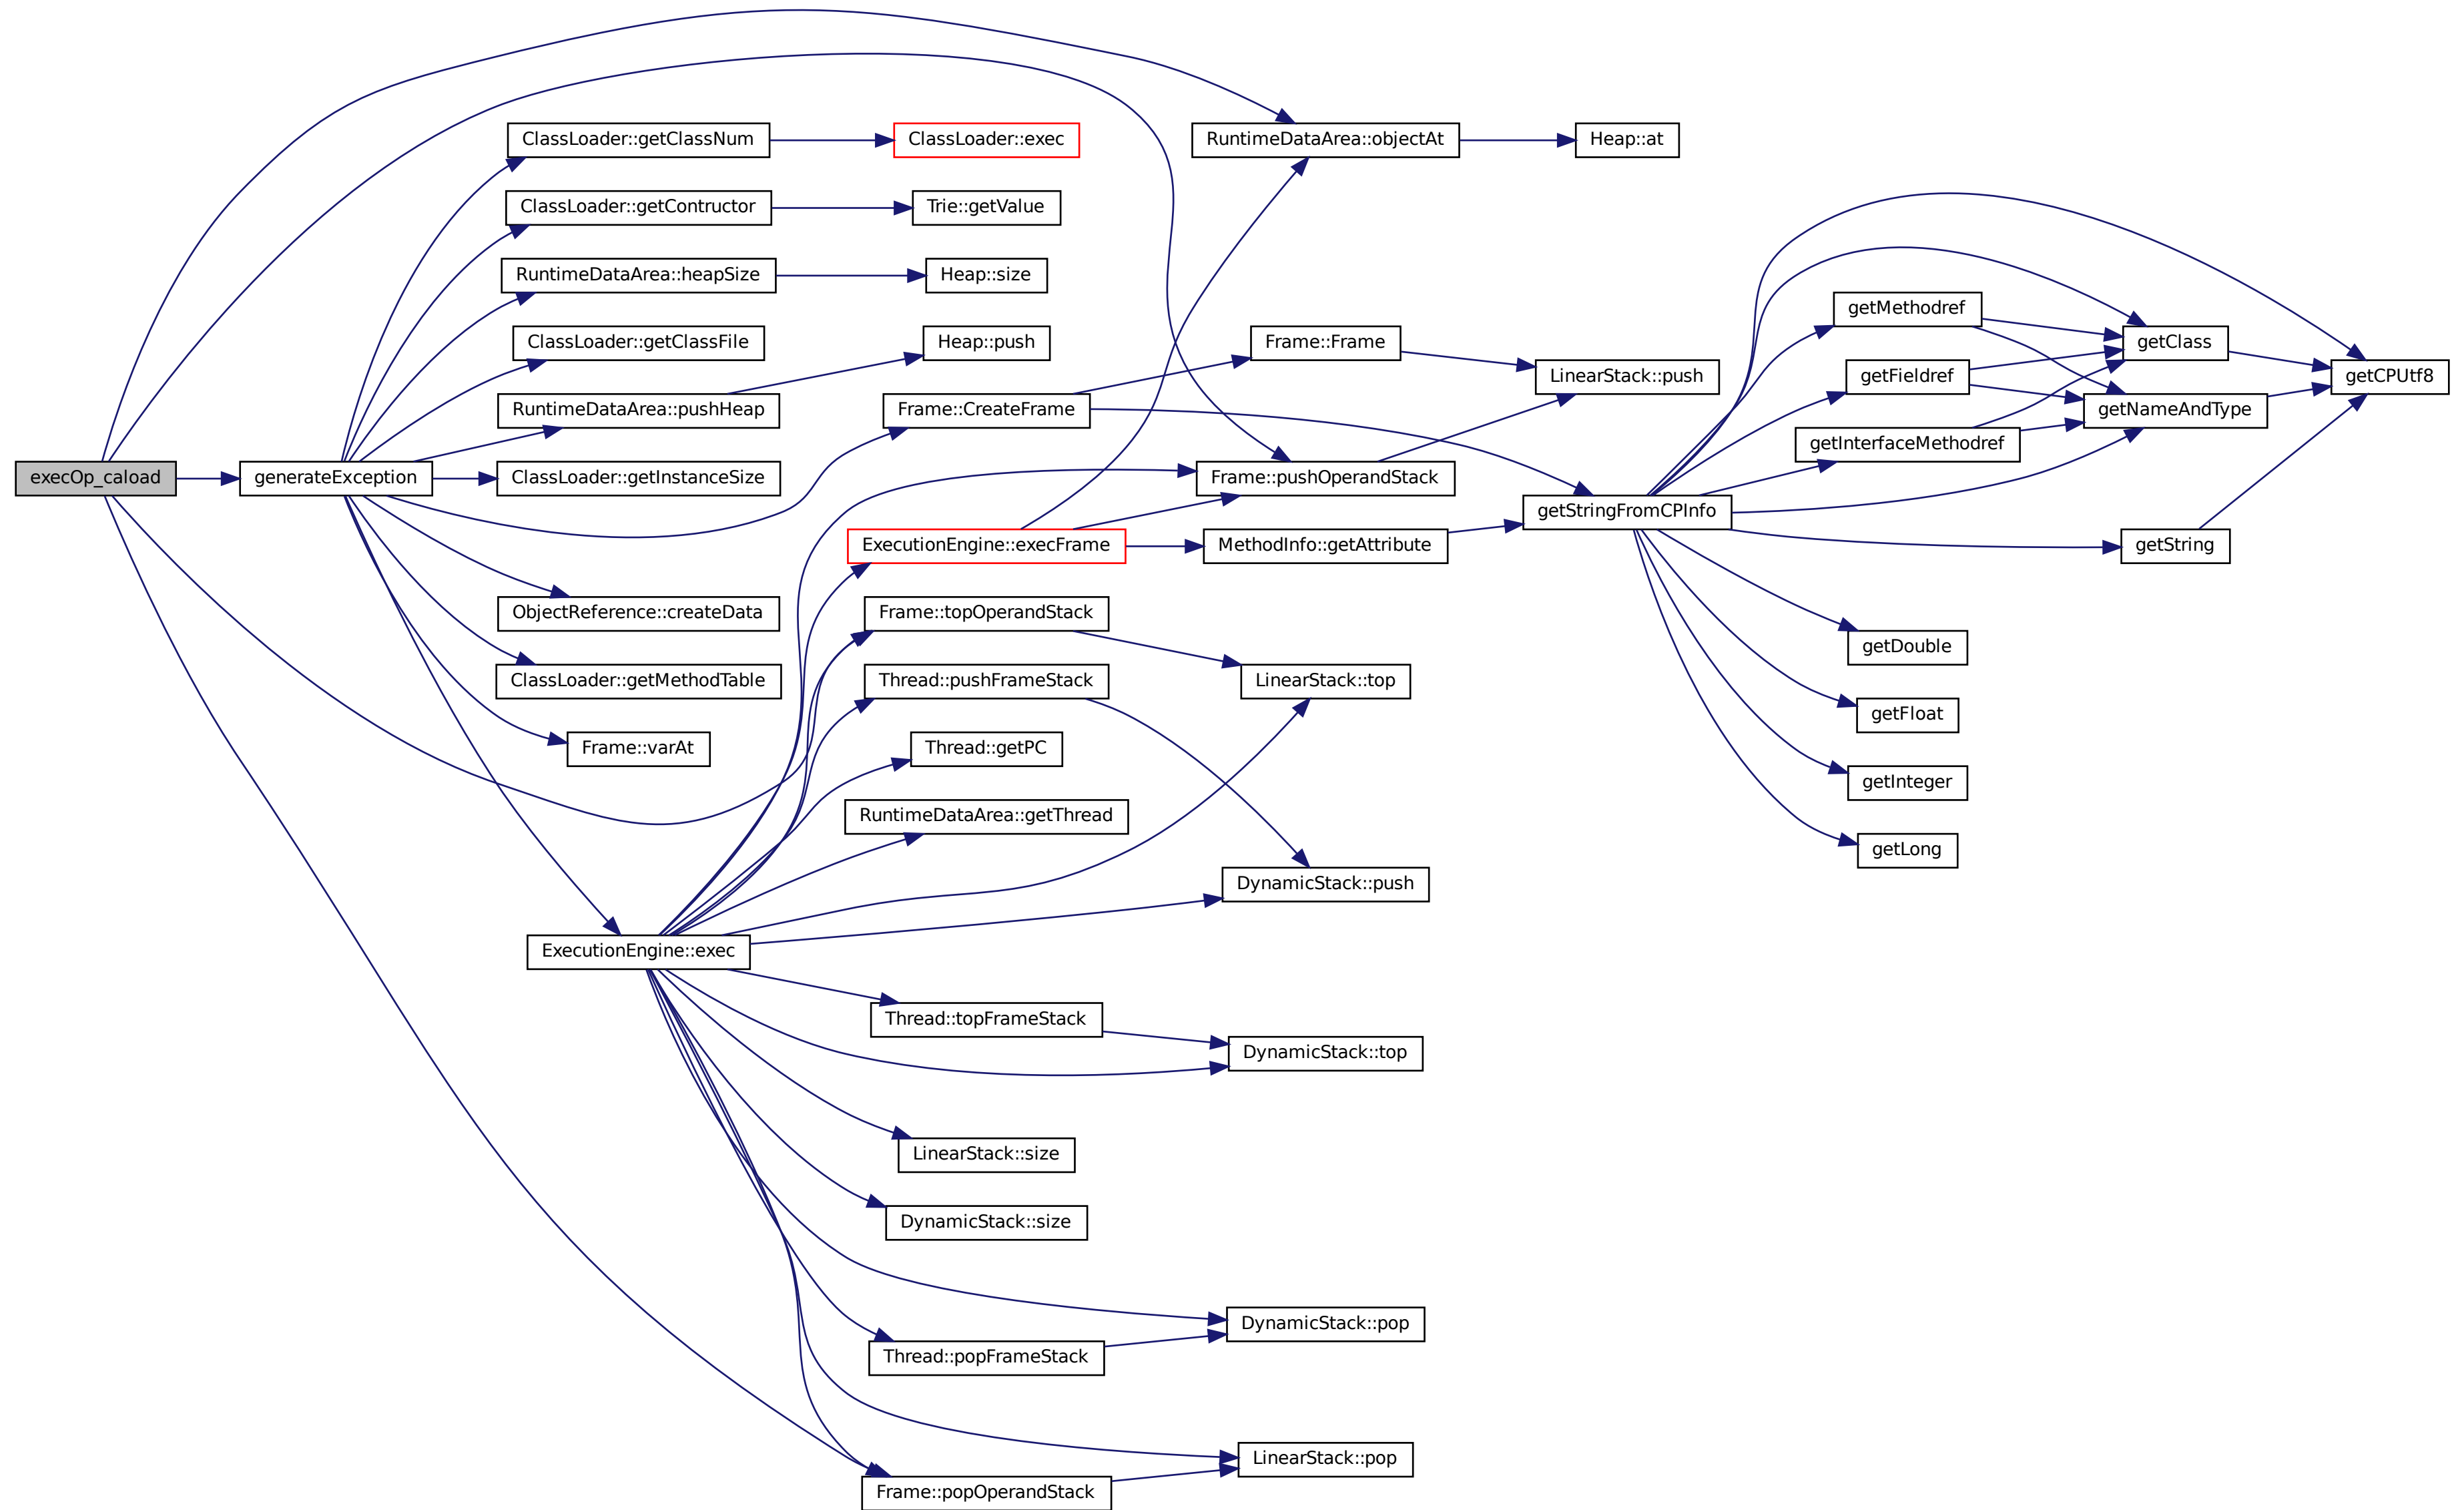 execOp_caload
generateException
ClassLoader::getClassNum
ClassLoader::getContructor
RuntimeDataArea::heapSize
ClassLoader::getClassFile
RuntimeDataArea::pushHeap
ClassLoader::getInstanceSize
ObjectReference::createData
ClassLoader::getMethodTable
Frame::varAt
ExecutionEngine::exec
ClassLoader::exec
Trie::getValue
Heap::size
Heap::push
Frame::CreateFrame
ExecutionEngine::execFrame
Frame::topOperandStack
Thread::pushFrameStack
Thread::getPC
RuntimeDataArea::getThread
Thread::topFrameStack
LinearStack::size
DynamicStack::size
Thread::popFrameStack
Frame::popOperandStack
RuntimeDataArea::objectAt
Frame::Frame
Frame::pushOperandStack
MethodInfo::getAttribute
LinearStack::top
DynamicStack::push
DynamicStack::top
DynamicStack::pop
LinearStack::pop
Heap::at
LinearStack::push
getStringFromCPInfo
getMethodref
getFieldref
getInterfaceMethodref
getDouble
getFloat
getInteger
getLong
getClass
getNameAndType
getString
getCPUtf8